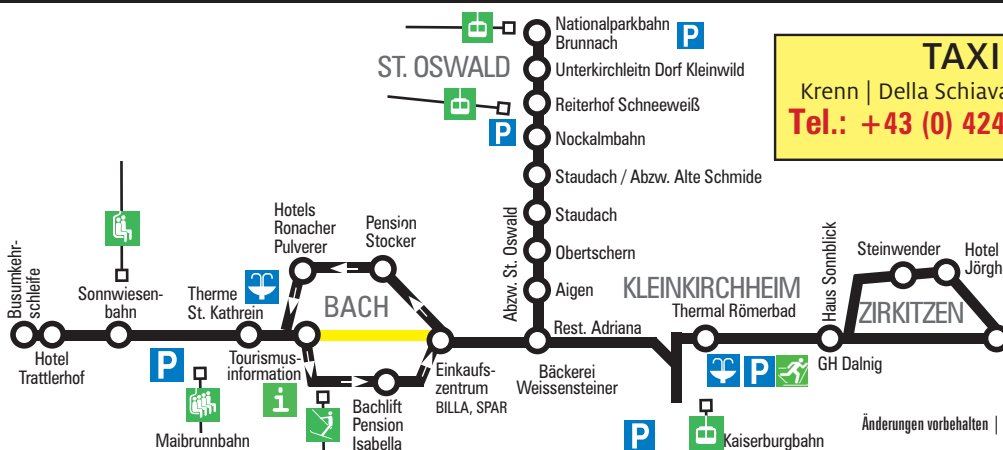 Nationalparkbahn
Brunnach
P
ST. OSWALD
Unterkirchleitn Dorf Kleinwild
Reiterhof Schneeweiß
P
Nockalmbahn
Staudach / Abzw. Alte Schmide
Staudach
Obertschern
Aigen
Abzw. St. Oswald
Rest. Adriana
Bäckerei
Weissensteiner
TAXI
Krenn | Della Schiava
Tel.: +43 (0) 424
Busumkehr-
schleife
Hotel
Trattlerhof
Sonnwiesen-
bahn
P
Maibrunnbahn
Therme
St. Kathrein
Hotels
Ronacher
Pulverer
Pension
Stocker
BACH
Tourismus-
information
i
Bachlift
Pension
Isabella
Einkaufs-
zentrum
BILLA, SPAR
KLEINKIRCHHEIM
Thermal Römerbad
P
P
Kaiserburgbahn
Haus Sonnblick
GH Dalnig
Steinwender
Hotel
Jörgh
ZIRKITZEN
Änderungen vorbehalten |